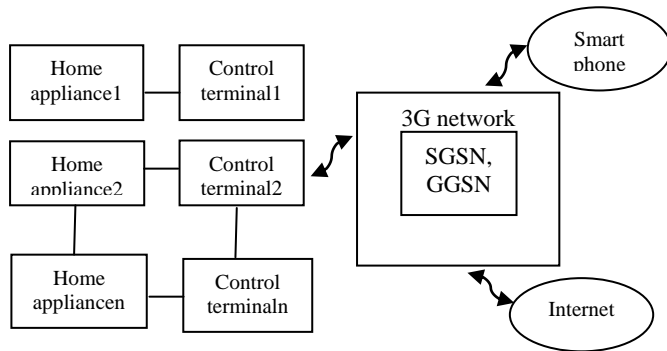 Home
appliance1
Control
terminal1
Home
appliance2
Control
terminal2
Home
appliancen
Control
terminaln
3G network
SGSN,
GGSN
Smart
phone
Internet